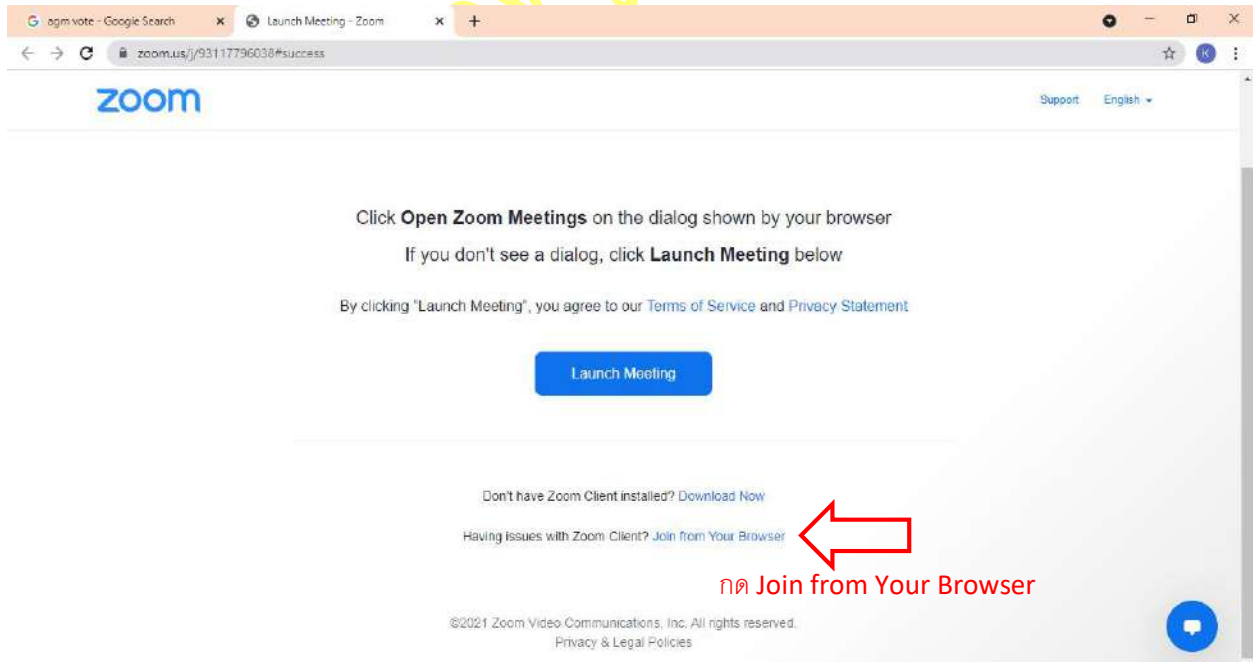 agm vote - Google Search
Launch Meeting - Zoom
zoom.us/j/93117796038#success
K
zoom
Support
English
Click Open Zoom Meetings on the dialog shown by your browser
If you don't see a dialog, click Launch Meeting below
By clicking "Launch Meeting", you agree to our Terms of Service and Privacy Statement
Launch Meeting
Don't have Zoom Client installed? Download Now
Having issues with Zoom Client? Join from Your Browser
กด Join from Your Browser
©2021 Zoom Video Communications, Inc. All rights reserved.
Privacy & Legal Policies